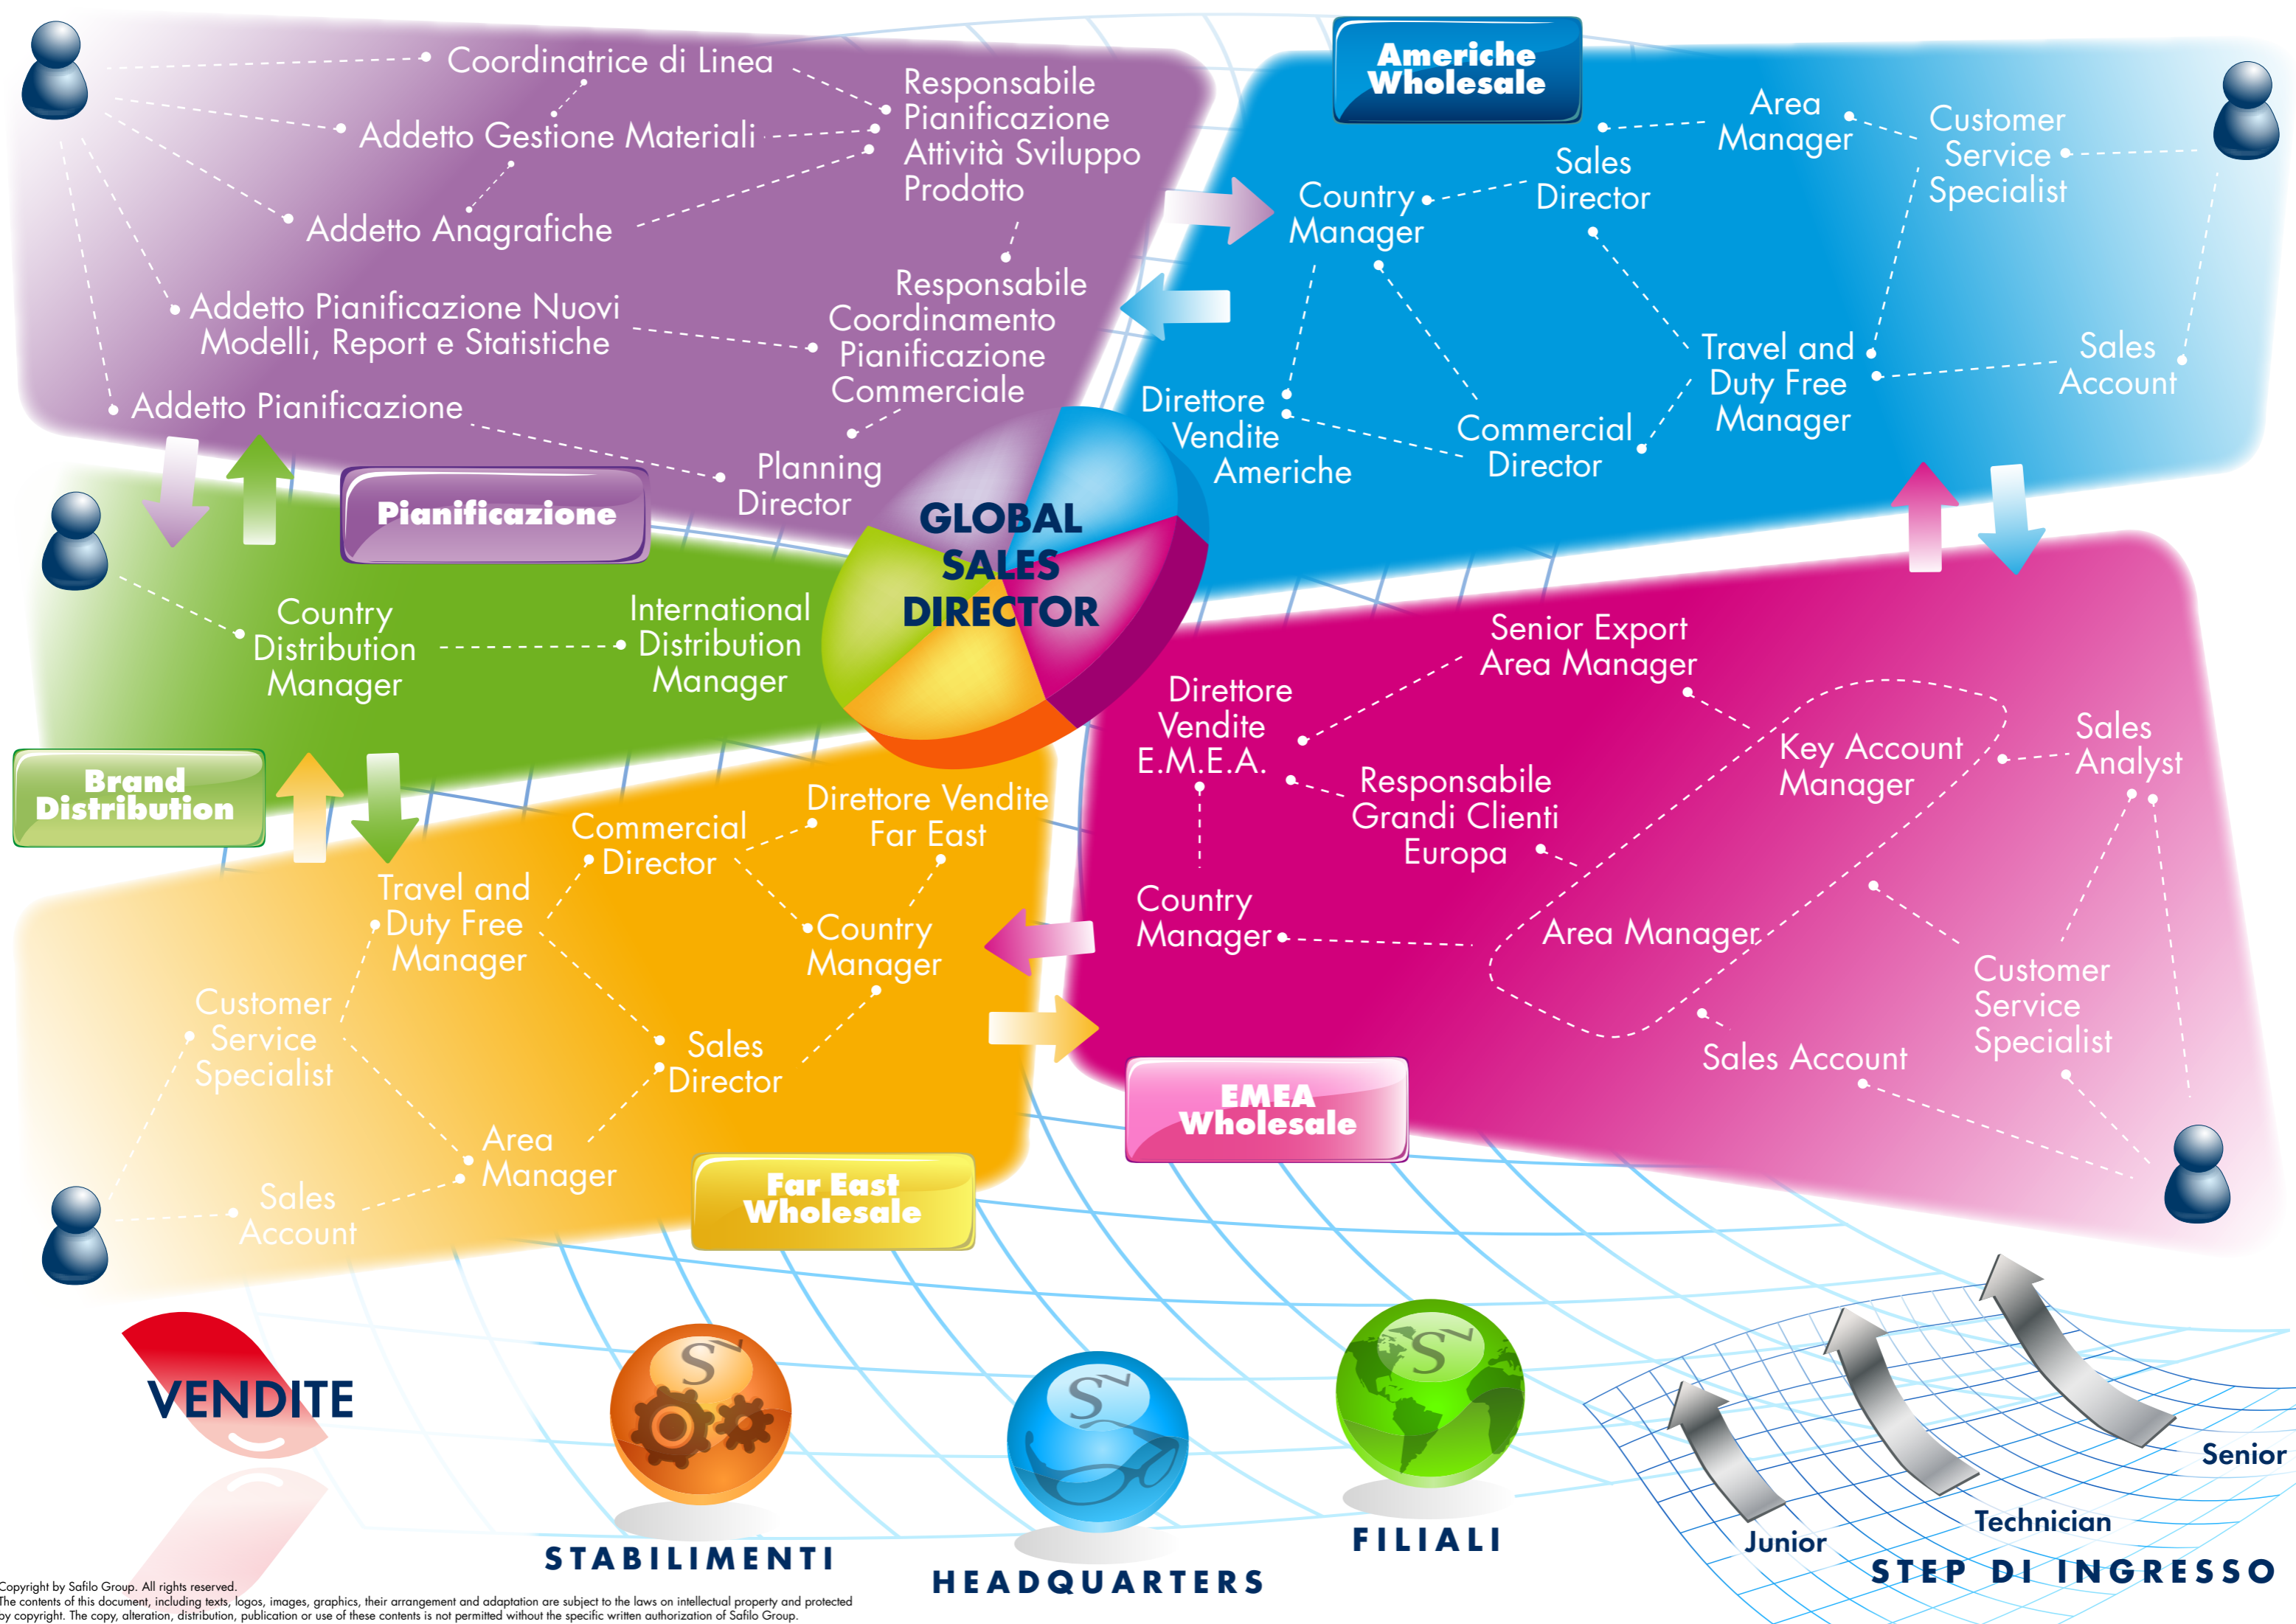 Coordinatrice di Linea
Addetto Gestione Materiali
Addetto Anagrafiche
Addetto Pianificazione Nuovi
Modelli, Report e Statistiche
Addetto Pianificazione
Responsabile
Pianificazione
Attività Sviluppo
Prodotto
Responsabile
Coordinamento
Pianificazione
Commerciale
Planning
Director
Pianificazione
Americhe
Wholesale
Area
Manager
Customer
Service
Specialist
Sales
Director
Country
Manager
Travel and
Duty Free
Manager
Sales
Account
Direttore
Vendite
Americhe
Commercial
Director
GLOBAL
SALES
DIRECTOR
Country
Distribution
Manager
International
Distribution
Manager
Brand
Distribution
Senior Export
Area Manager
Direttore
Vendite
E.M.E.A.
Responsabile
Grandi Clienti
Europa
Key Account
Manager
Sales
Analyst
Country
Manager
Area Manager
Customer
Service
Specialist
Sales Account
EMEA
Wholesale
Direttore Vendite
Far East
Commercial
Director
Travel and
Duty Free
Manager
Country
Manager
Customer
Service
Specialist
Sales
Director
Area
Manager
Sales
Account
Far East
Wholesale
VENDITE
STABILIMENTI
HEADQUARTERS
FILIALI
Junior
Technician
Senior
STEP DI INGRESSO
Copyright by Safilo Group. All rights reserved.
The contents of this document, including texts, logos, images, graphics, their arrangement and adaptation are subject to the laws on intellectual property and protected
by copyright. The copy, alteration, distribution, publication or use of these contents is not permitted without the specific written authorization of Safilo Group.